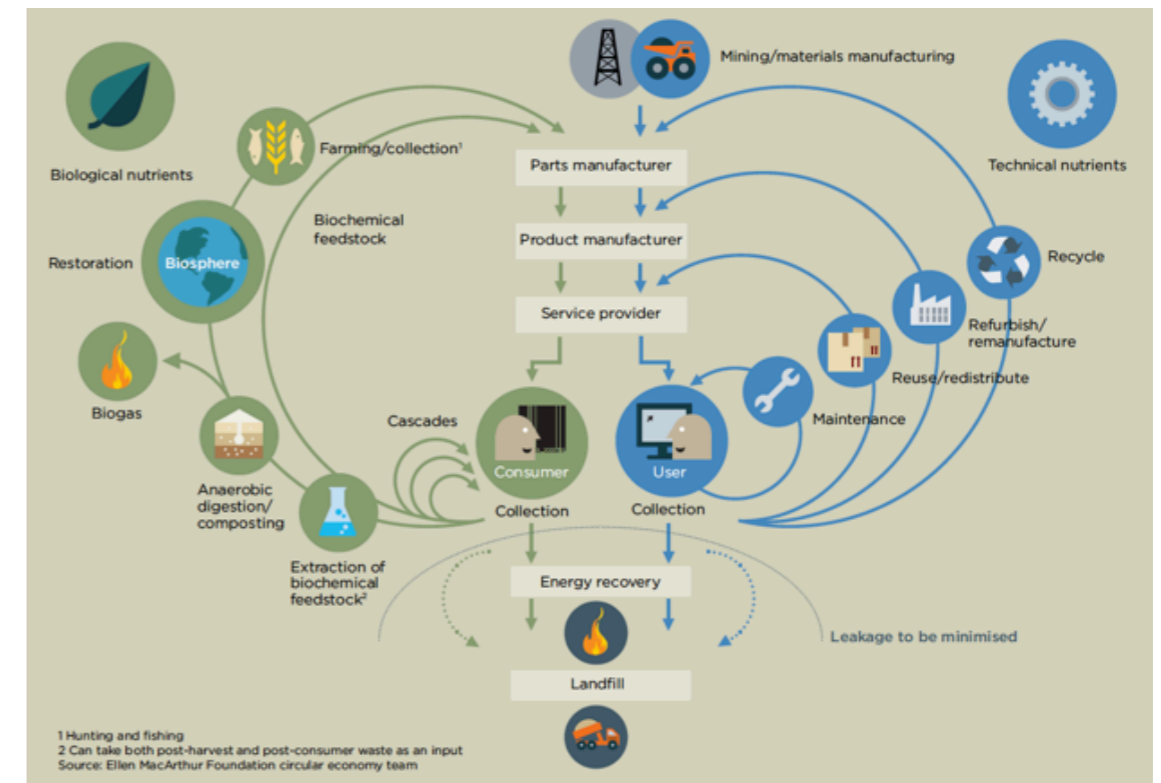 Mining/materials manufacturing
Biological nutrients
Farming/collection¹
Parts manufacturer
Technical nutrients
Biochemical
feedstock
Product manufacturer
Restoration
Biosphere
Recycle
Service provider
Refurbish/
remanufacture
Biogas
Reuse/redistribute
Cascades
Maintenance
Consumer
User
Anaerobic
digestion/
composting
Collection
Collection
Extraction of
biochemical
feedstock²
Energy recovery
Leakage to be minimised
Landfill
1 Hunting and fishing
2 Can take both post-harvest and post-consumer waste as an input
Source: Ellen MacArthur Foundation circular economy team